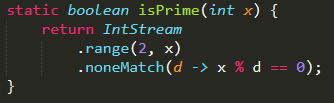 static boolean isPrime(int x) {
    return IntStream
        .range(2, x)
        .noneMatch(d -> x % d == 0);
}